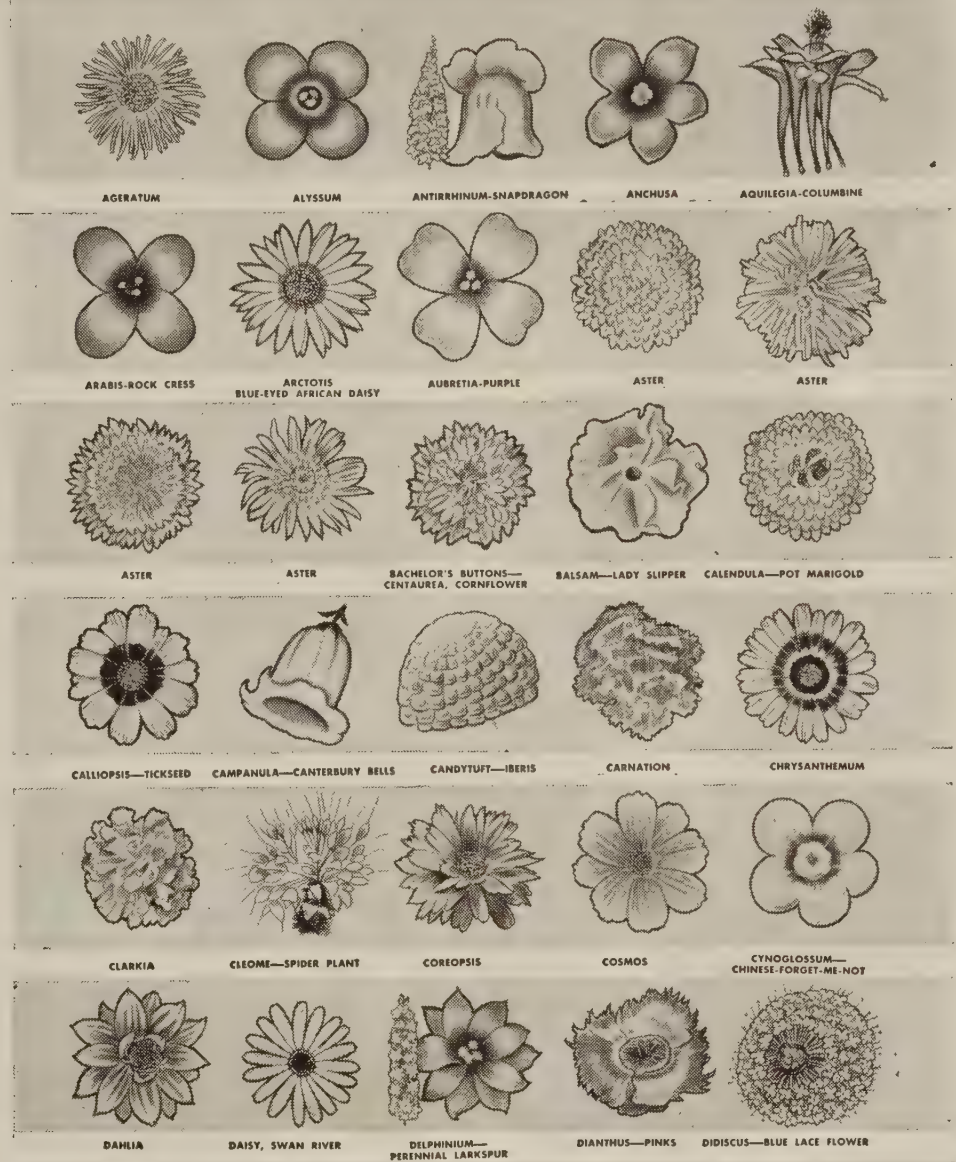 AGERATUM
ALYSSUM
ANTIRRHINUM-SNAPDRAGON
ANCHUSA
AQUILEGIA-COLUMBINE
ARABIS-ROCK CRESS
ARCTOTIS
BLUE-EYED AFRICAN DAISY
AUBRETIA-PURPLE
ASTER
ASTER
ASTER
ASTER
BACHELOR'S BUTTONS—
CENTAUREA, CORNFLOWER
BALSAM—LADY SLIPPER
CALENDULA—POT MARIGOLD
CALLIOPSIS—TICKSEED
CAMPANULA—CANTERBURY BELLS
CANDYTUFT—IBERIS
CARNATION
CHRYSANTHEMUM
CLARKIA
CLEOME—SPIDER PLANT
COREOPSIS
COSMOS
CYNOGLOSSUM—
CHINESE-FORGET-ME-NOT
DAHLIA
DAISY, SWAN RIVER
DELPHINIUM—
PERENNIAL LARKSPUR
DIANTHUS—PINKS
DIDISCUS—BLUE LACE FLOWER